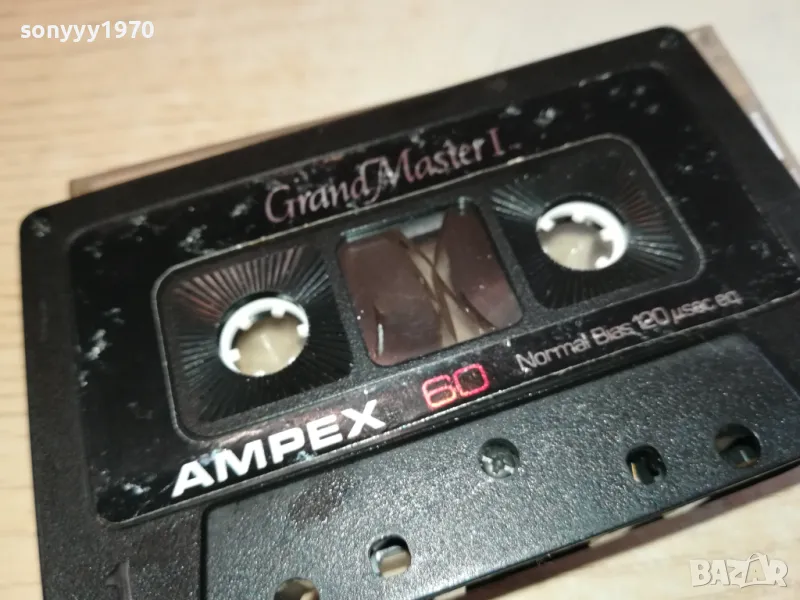 sonyyy1970
Grand Master I
Normal Bias 120 µsec eq
AMPEX 60
BAZAR